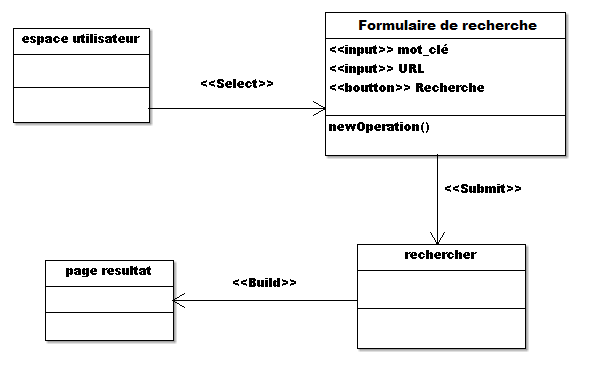 espace utilisateur
Formulaire de recherche
<<input>> mot_clé
<<input>> URL
<<boutton>> Recherche
newOperation()
<<Select>>
<<Submit>>
rechercher
<<Build>>
page resultat